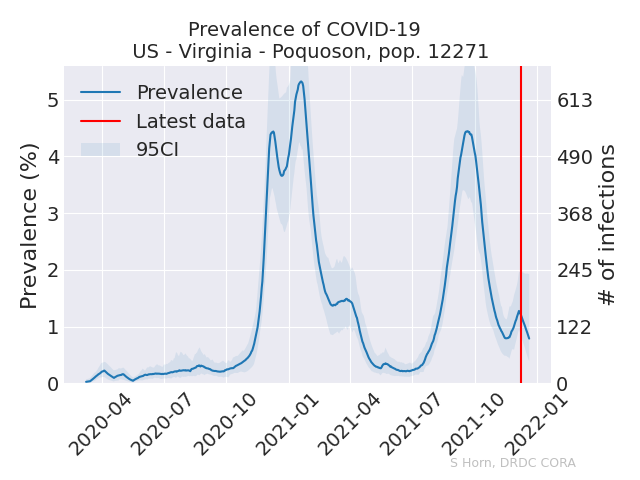 Prevalence of COVID-19
US - Virginia - Poquoson, pop. 12271
Prevalence
Latest data
95CI
Prevalence (%)
5
4
3
2
1
0
613
490
368
245
122
0
# of infections
2020-04
2020-07
2020-10
2021-01
2021-04
2021-07
2021-10
2022-01
S Horn, DRDC CORA